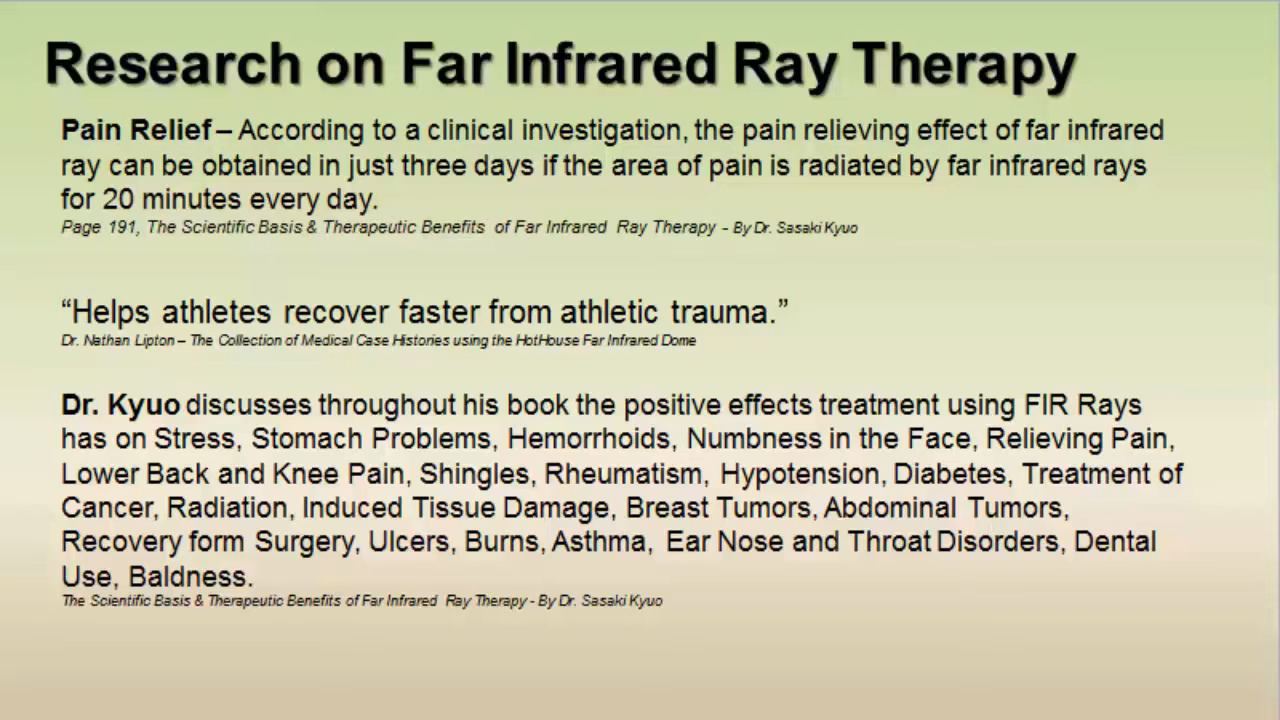 Research on Far Infrared Ray Therapy
Pain Relief – According to a clinical investigation, the pain relieving effect of far infrared
ray can be obtained in just three days if the area of pain is radiated by far infrared rays
for 20 minutes every day.
Page 191, The Scientific Basis & Therapeutic Benefits of Far Infrared Ray Therapy - By Dr. Sasaki Kyuo
“Helps athletes recover faster from athletic trauma.”
Dr. Nathan Lipton – The Collection of Medical Case Histories using the HotHouse Far Infrared Dome
Dr. Kyuo discusses throughout his book the positive effects treatment using FIR Rays
has on Stress, Stomach Problems, Hemorrhoids, Numbness in the Face, Relieving Pain,
Lower Back and Knee Pain, Shingles, Rheumatism, Hypotension, Diabetes, Treatment of
Cancer, Radiation, Induced Tissue Damage, Breast Tumors, Abdominal Tumors,
Recovery form Surgery, Ulcers, Burns, Asthma, Ear Nose and Throat Disorders, Dental
Use, Baldness.
The Scientific Basis & Therapeutic Benefits of Far Infrared Ray Therapy - By Dr. Sasaki Kyuo